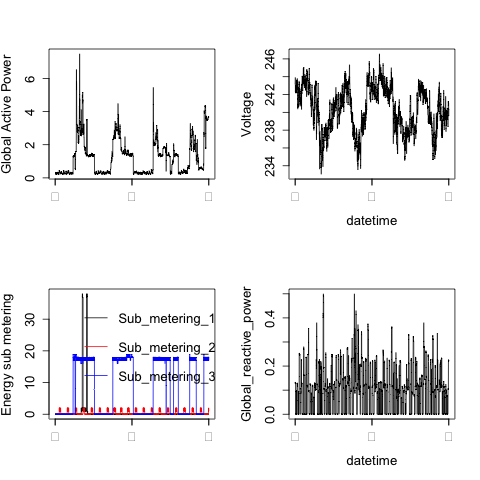 Global Active Power
0 2 4 6
Voltage
234 238 242 246
datetime
Energy sub metering
0 10 20 30
Sub_metering_1
Sub_metering_2
Sub_metering_3
Global_reactive_power
0.0 0.2 0.4
datetime